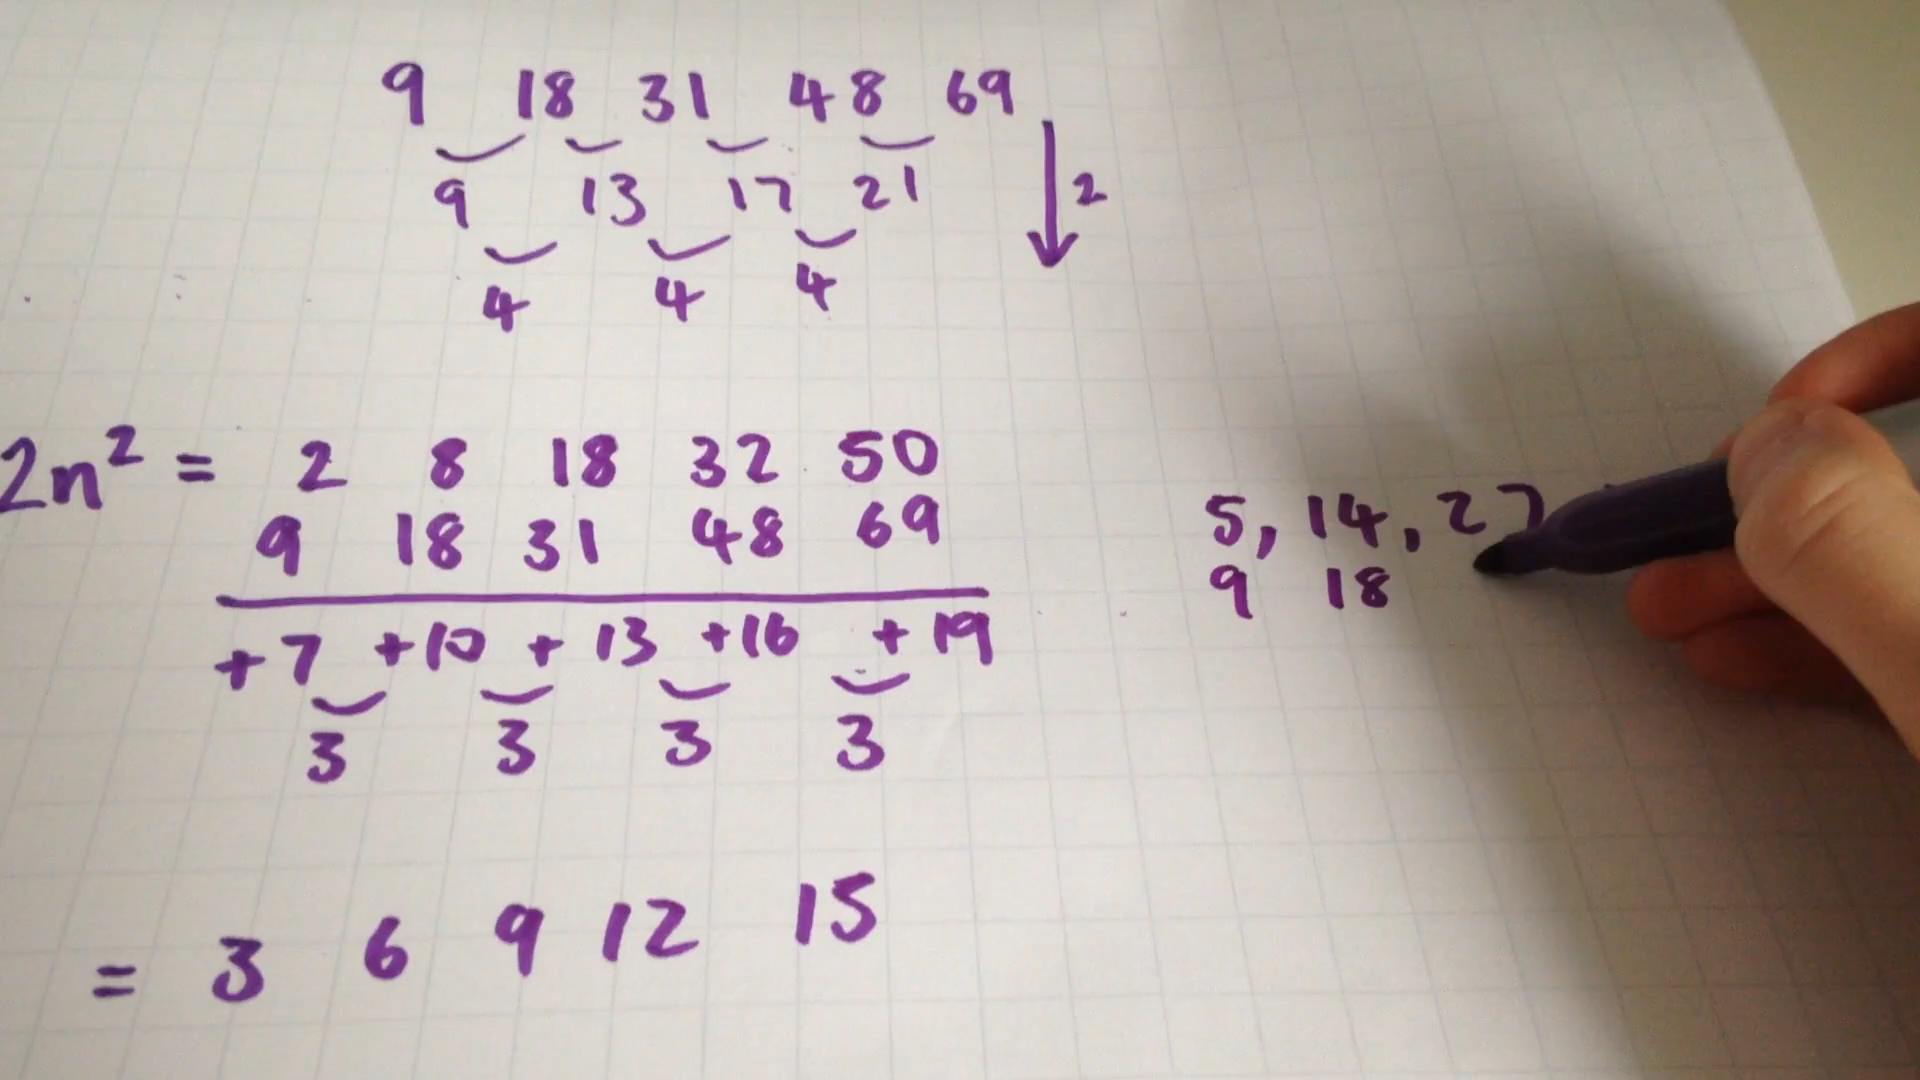 9 18 31 48 69
9 13 17 21 2
4 4 4
2n² = 2 8 18 32 50
9 18 31 48 69
+7 +10 +13 +16 +19
3 3 3 3
= 3 6 9 12 15
5, 14, 27
9 18